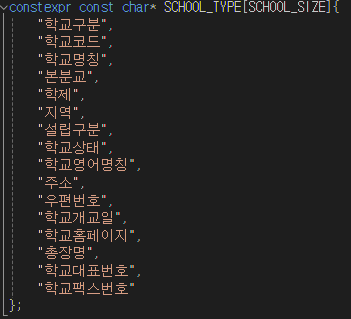 constexpr const char* SCHOOL_TYPE[SCHOOL_SIZE]{
"학교구분",
"학교코드",
"학교명칭",
"본분교",
"학제",
"지역",
"설립구분",
"학교상태",
"학교영어명칭",
"주소",
"우편번호",
"학교개교일",
"학교홈페이지",
"총장명",
"학교대표번호",
"학교팩스번호"
};